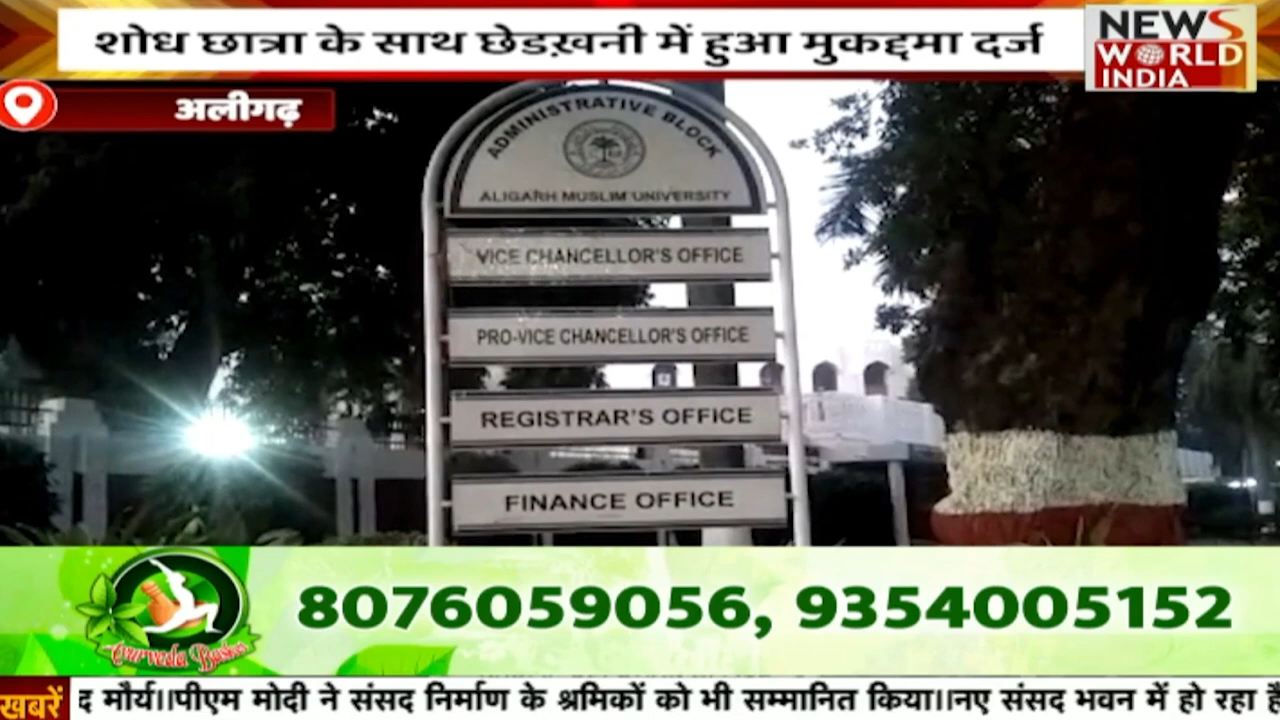 शोध छात्रा के साथ छेडख़नी में हुआ मुकद्दमा दर्ज
NEWS
WORLD
INDIA
अलीगढ़
ADMINISTRATIVE BLOCK
ALIGARH MUSLIM UNIVERSITY
VICE CHANCELLOR'S OFFICE
PRO-VICE CHANCELLOR'S OFFICE
REGISTRAR'S OFFICE
FINANCE OFFICE
8076059056, 9354005152
खबरें
द मौर्य।।पीएम मोदी ने संसद निर्माण के श्रमिकों को भी सम्मानित किया।।नए संसद भवन में हो रहा है